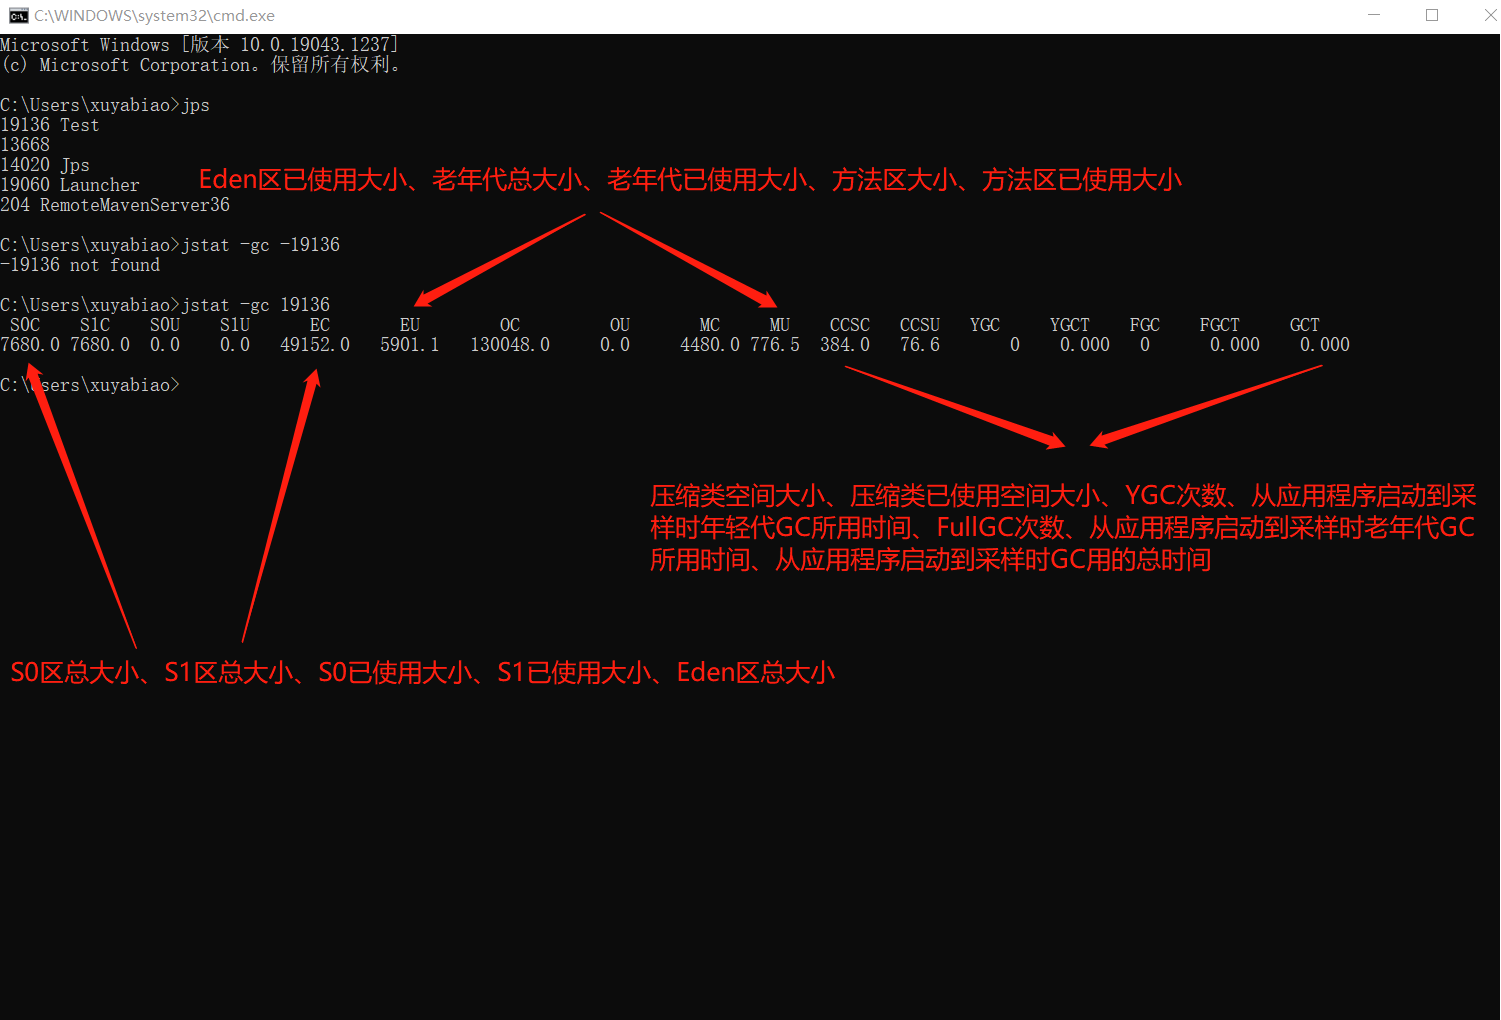 C:\WINDOWS\system32\cmd.exe
Microsoft Windows [版本 10.0.19043.1237]
(c) Microsoft Corporation。保留所有权利。
C:\Users\xuyabiao>jps
19136 Test
13668
14020 Jps
19060 Launcher
Eden区已使用大小、老年代总大小、老年代已使用大小、方法区大小、方法区已使用大小
204 RemoteMavenServer36
C:\Users\xuyabiao>jstat -gc -19136
-19136 not found
C:\Users\xuyabiao>jstat -gc 19136
S0C S1C S0U S1U EC EU OC OU MC MU CCSC CCSU YGC YGCT FGC FGCT GCT
7680.0 7680.0 0.0 0.0 49152.0 5901.1 130048.0 0.0 4480.0 776.5 384.0 76.6 0 0.000 0 0.000 0.000
C:\Users\xuyabiao>
压缩类空间大小、压缩类已使用空间大小、YGC次数、从应用程序启动到采
样时年轻代GC所用时间、FullGC次数、从应用程序启动到采样时老年代GC
所用时间、从应用程序启动到采样时GC用的总时间
S0区总大小、S1区总大小、S0已使用大小、S1已使用大小、Eden区总大小